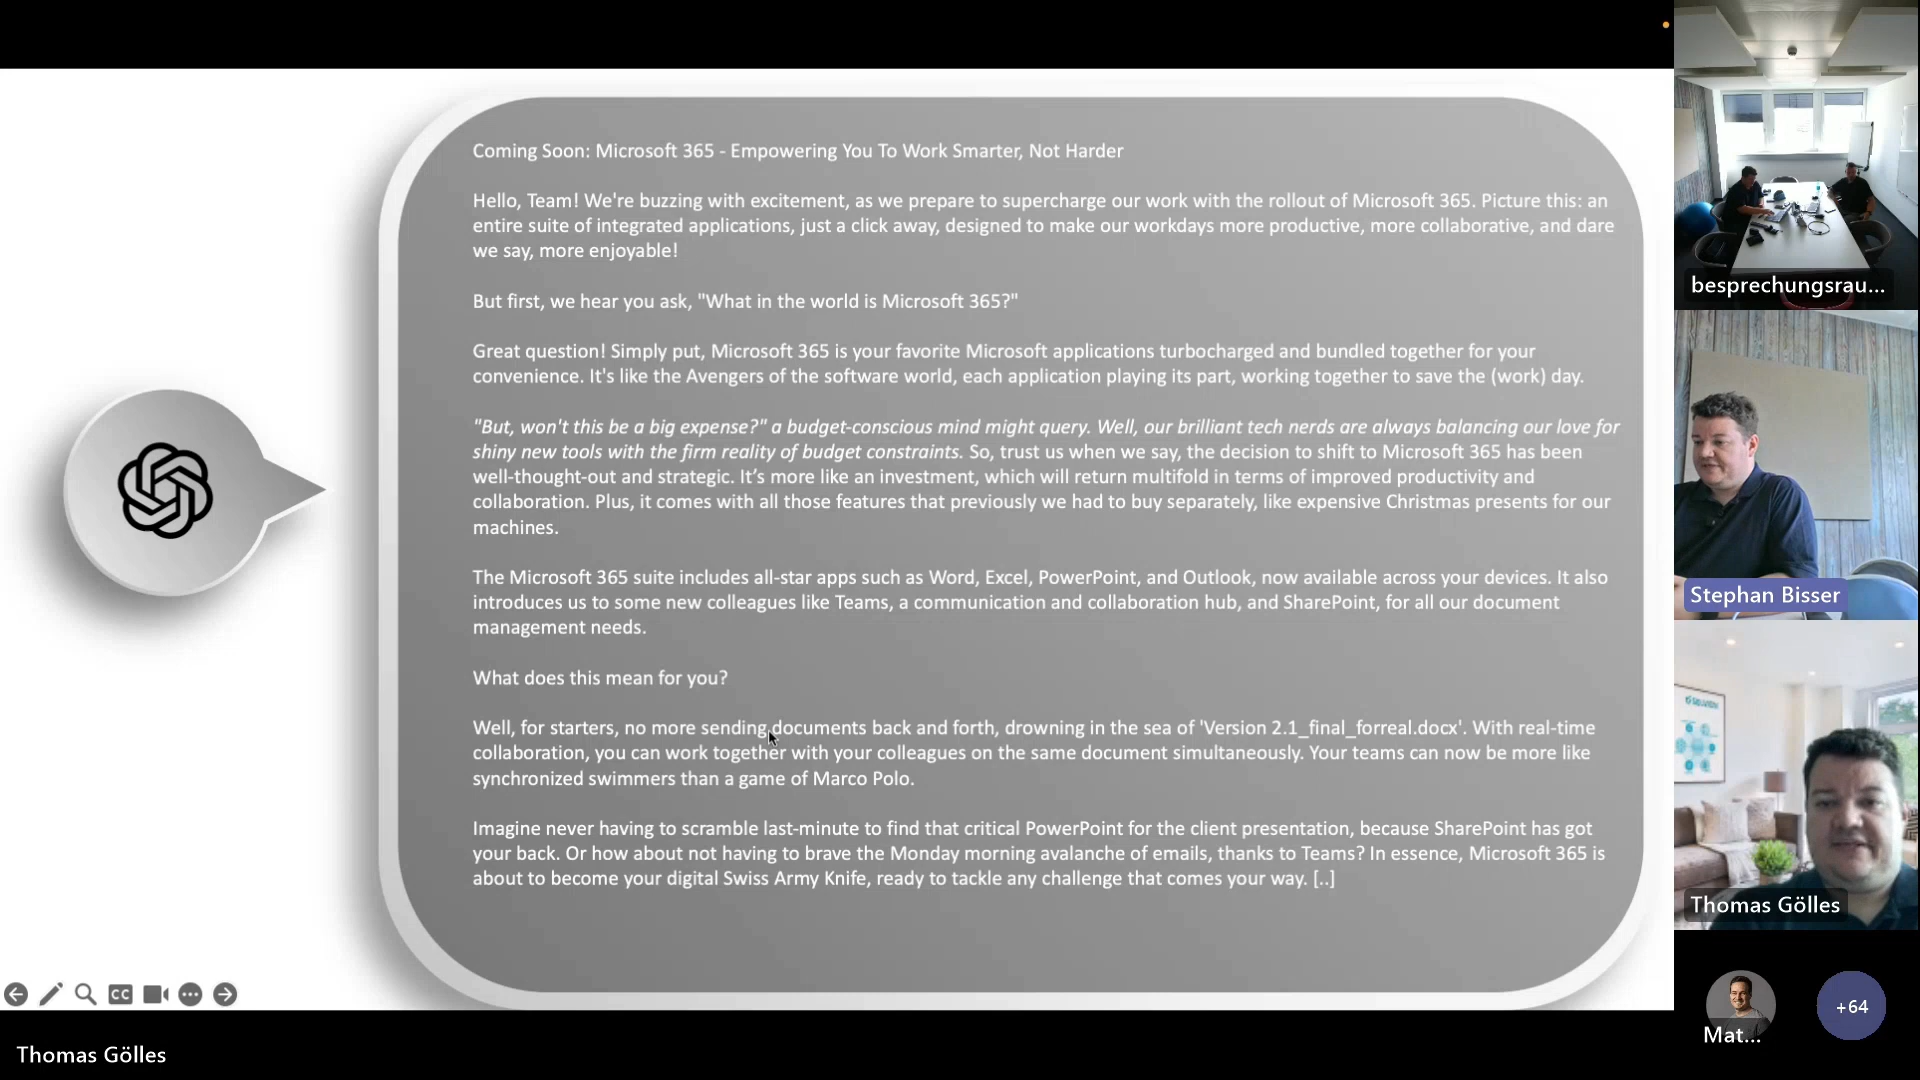 Coming Soon: Microsoft 365 - Empowering You To Work Smarter, Not Harder
Hello, Team! We're buzzing with excitement, as we prepare to supercharge our work with the rollout of Microsoft 365. Picture this: an
entire suite of integrated applications, just a click away, designed to make our workdays more productive, more collaborative, and dare
we say, more enjoyable!
But first, we hear you ask, "What in the world is Microsoft 365?"
Great question! Simply put, Microsoft 365 is your favorite Microsoft applications turbocharged and bundled together for your
convenience. It's like the Avengers of the software world, each application playing its part, working together to save the (work) day.
"But, won't this be a big expense?" a budget-conscious mind might query. Well, our brilliant tech nerds are always balancing our love for
shiny new tools with the firm reality of budget constraints. So, trust us when we say, the decision to shift to Microsoft 365 has been
well-thought-out and strategic. It’s more like an investment, which will return multifold in terms of improved productivity and
collaboration. Plus, it comes with all those features that previously we had to buy separately, like expensive Christmas presents for our
machines.
The Microsoft 365 suite includes all-star apps such as Word, Excel, PowerPoint, and Outlook, now available across your devices. It also
introduces us to some new colleagues like Teams, a communication and collaboration hub, and SharePoint, for all our document
management needs.
What does this mean for you?
Well, for starters, no more sending documents back and forth, drowning in the sea of 'Version 2.1_final_forreal.docx'. With real-time
collaboration, you can work together with your colleagues on the same document simultaneously. Your teams can now be more like
synchronized swimmers than a game of Marco Polo.
Imagine never having to scramble last-minute to find that critical PowerPoint for the client presentation, because SharePoint has got
your back. Or how about not having to brave the Monday morning avalanche of emails, thanks to Teams? In essence, Microsoft 365 is
about to become your digital Swiss Army Knife, ready to tackle any challenge that comes your way. [..]
CC
Thomas Gölles
besprechungsrau...
Stephan Bisser
Thomas Gölles
Mat...
+64